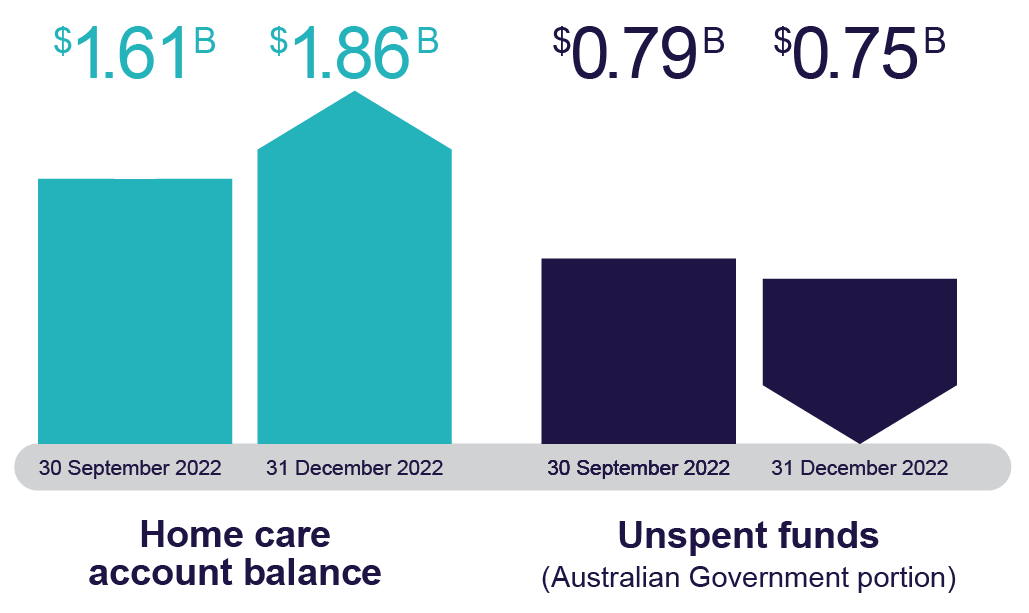 $1.61B $1.86B $0.79B $0.75B
30 September 2022 31 December 2022 30 September 2022 31 December 2022
Home care
account balance
Unspent funds
(Australian Government portion)